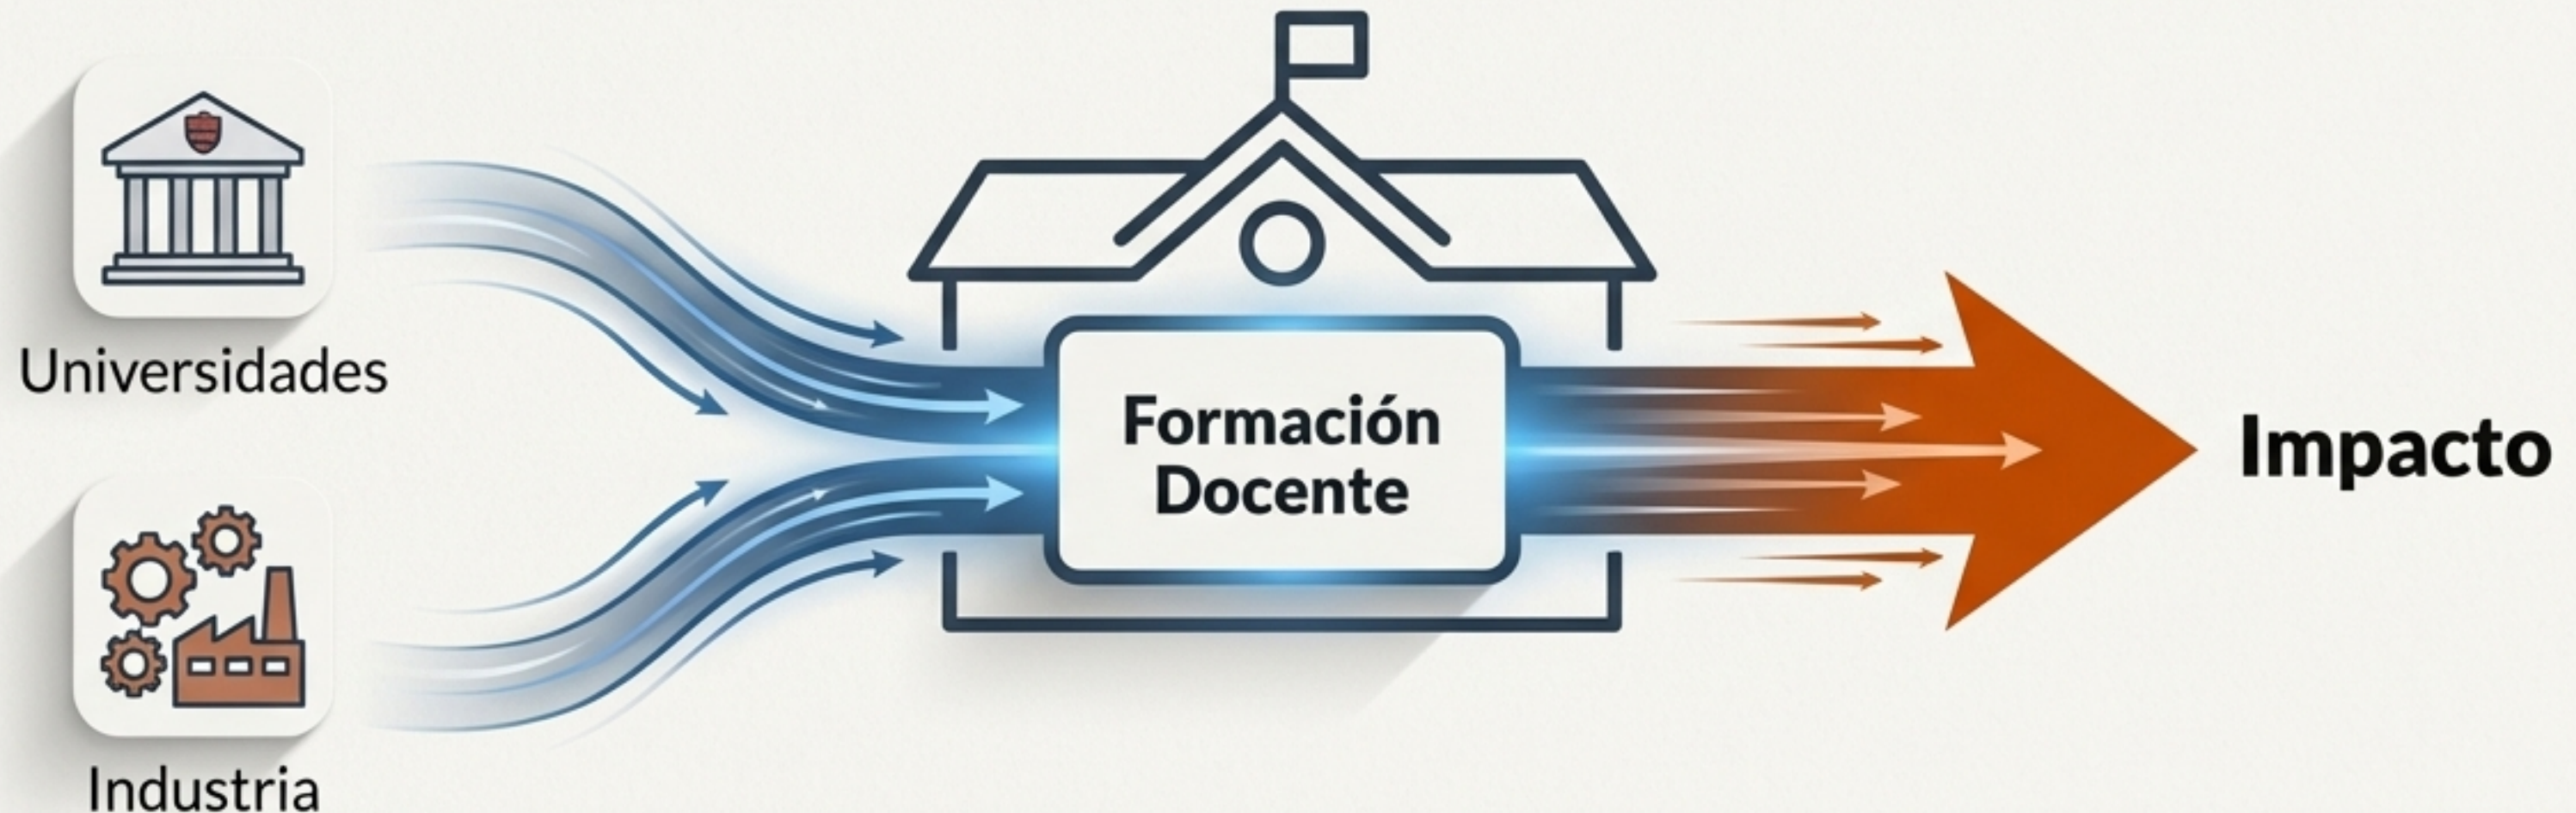 Universidades
Industria
Formación
Docente
Impacto